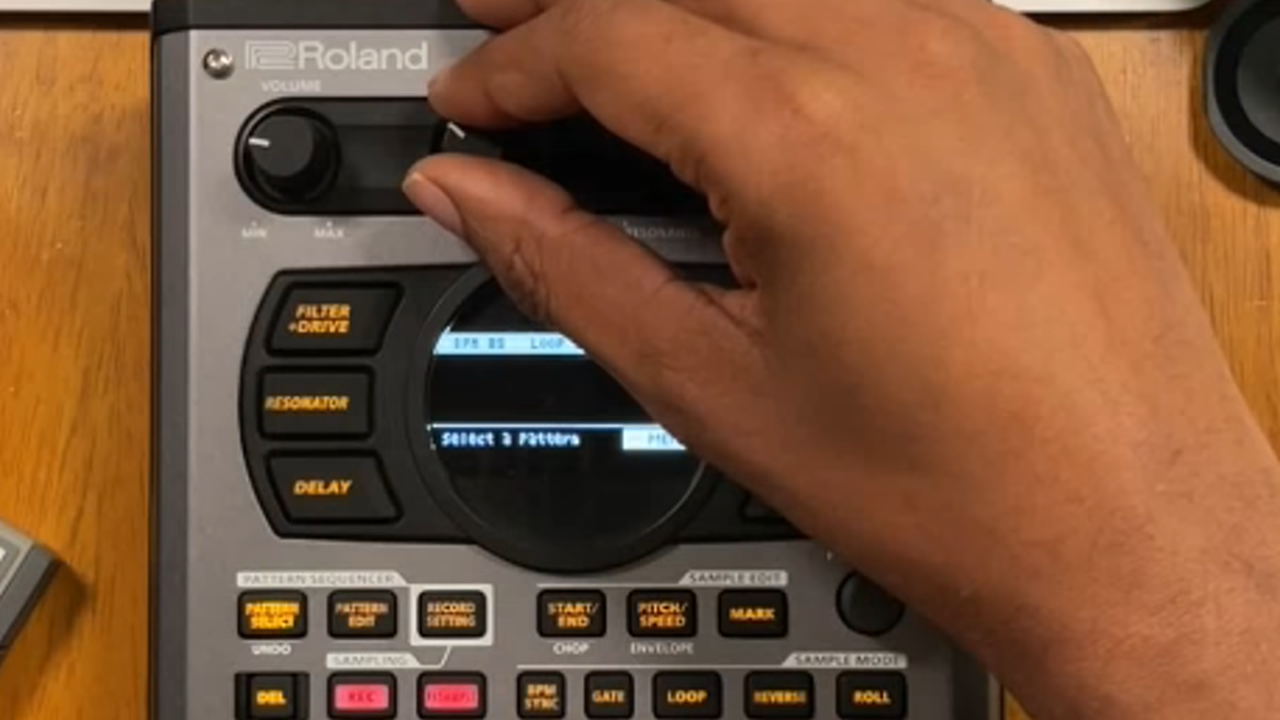 Roland
VOLUME
MIN
MAX
RESONANCE
FILTER
+DRIVE
RESONATOR
DELAY
LOOP
Select a Pattern
PATTERN SEQUENCER
SAMPLE EDIT
PATTERN
SELECT
PATTERN
EDIT
RECORD
SETTING
START/
END
PITCH/
SPEED
MARK
UNDO
CHOP
ENVELOPE
SAMPLING
SAMPLE MODE
DEL
REC
BPM
SYNC
GATE
LOOP
REVERSE
ROLL